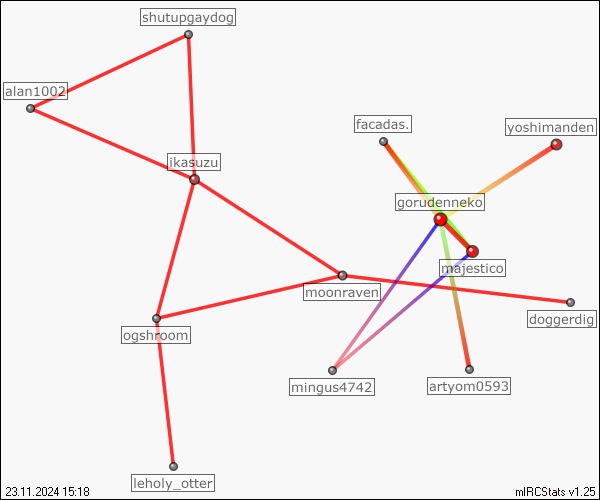 shutupgaydog
alan1002
facadas.
yoshimanden
ikasuzu
gorudenneko
majestico
moonraven
doggerdig
ogshroom
mingus4742
artyom0593
leholy_otter
23.11.2024 15:18
mIRCStats v1.25